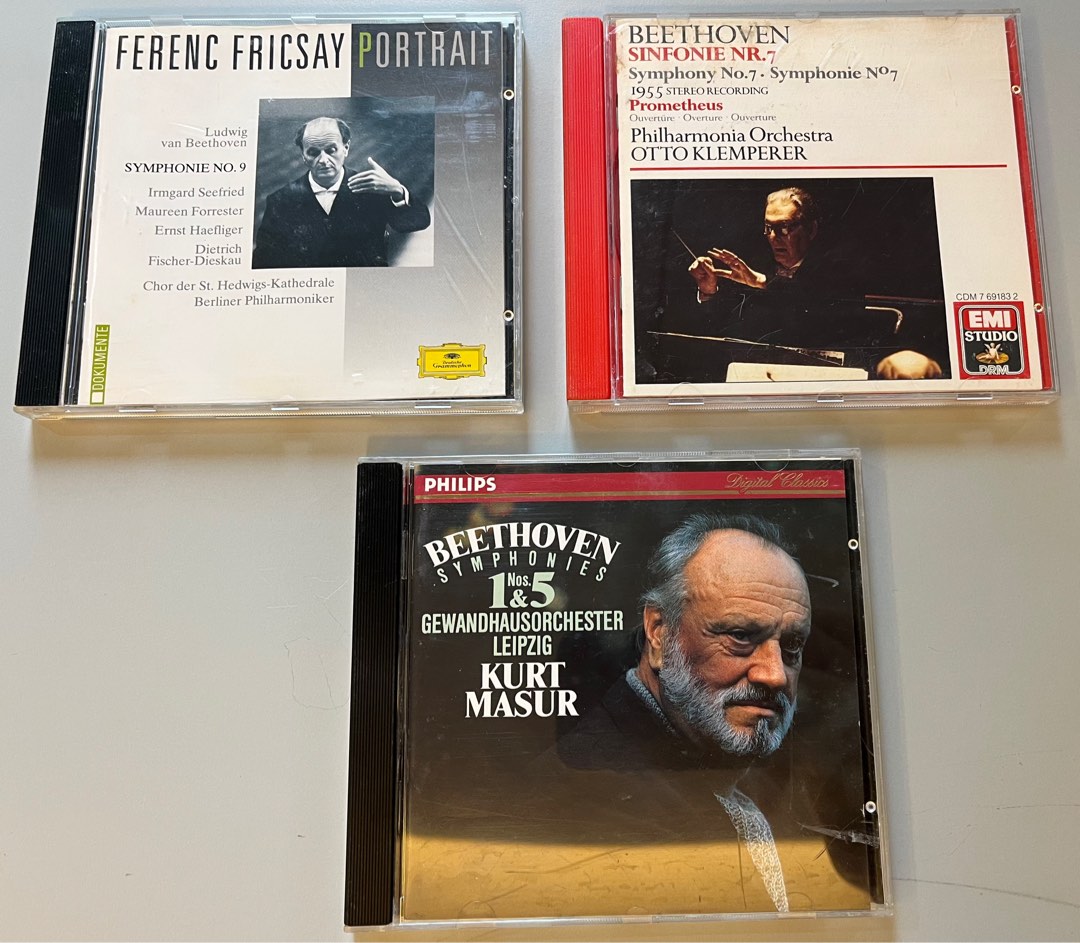 FERENC FRICSAY PORTRAIT
Ludwig
van Beethoven
SYMPHONIE NO. 9
Irmgard Seefried
Maureen Forrester
Ernst Haefliger
Dietrich
Fischer-Dieskau
Chor der St. Hedwigs-Kathedrale
Berliner Philharmoniker
DOKUMENTE
Deutsche
Grammophon
BEETHOVEN
SINFONIE NR.7
Symphony No.7 · Symphonie Nº7
1955 STEREO RECORDING
Prometheus
Ouvertüre · Overture · Ouverture
Philharmonia Orchestra
OTTO KLEMPERER
CDM 7 69183 2
EMI
STUDIO
DRM
PHILIPS
Digital Classics
BEETHOVEN
SYMPHONIES
Nos.
1&5
GEWANDHAUSORCHESTER
LEIPZIG
KURT
MASUR